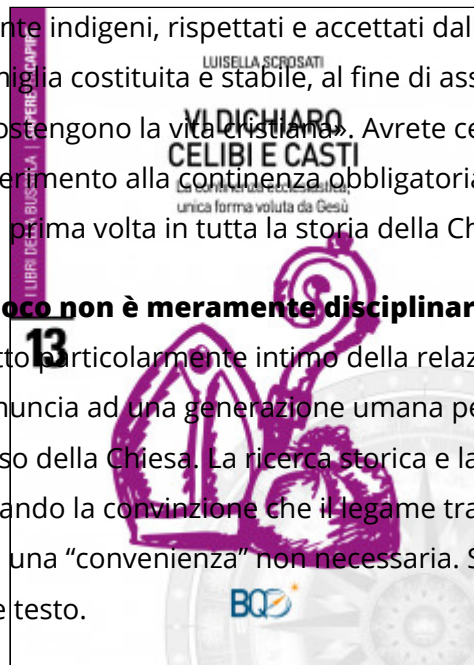 nte indigeni, rispettati e accettati dal
LUISELLA SCROSATI
niglia costituita e stabile, al fine di ass
VI DICHIARO
ostengono la vita cristiana». Avrete ce
CELIBI E CASTI
erimento alla continenza obbligatoria
La continenza ecclesiastica,
unica forma voluta da Gesù
prima volta in tutta la storia della Ch
I LIBRI DELLA
oco non è meramente disciplinar
13
tto particolarmente intimo della relaz
nuncia ad una generazione umana pe
so della Chiesa. La ricerca storica e la
ando la convinzione che il legame tra
una “convenienza” non necessaria. S
BQ
e testo.